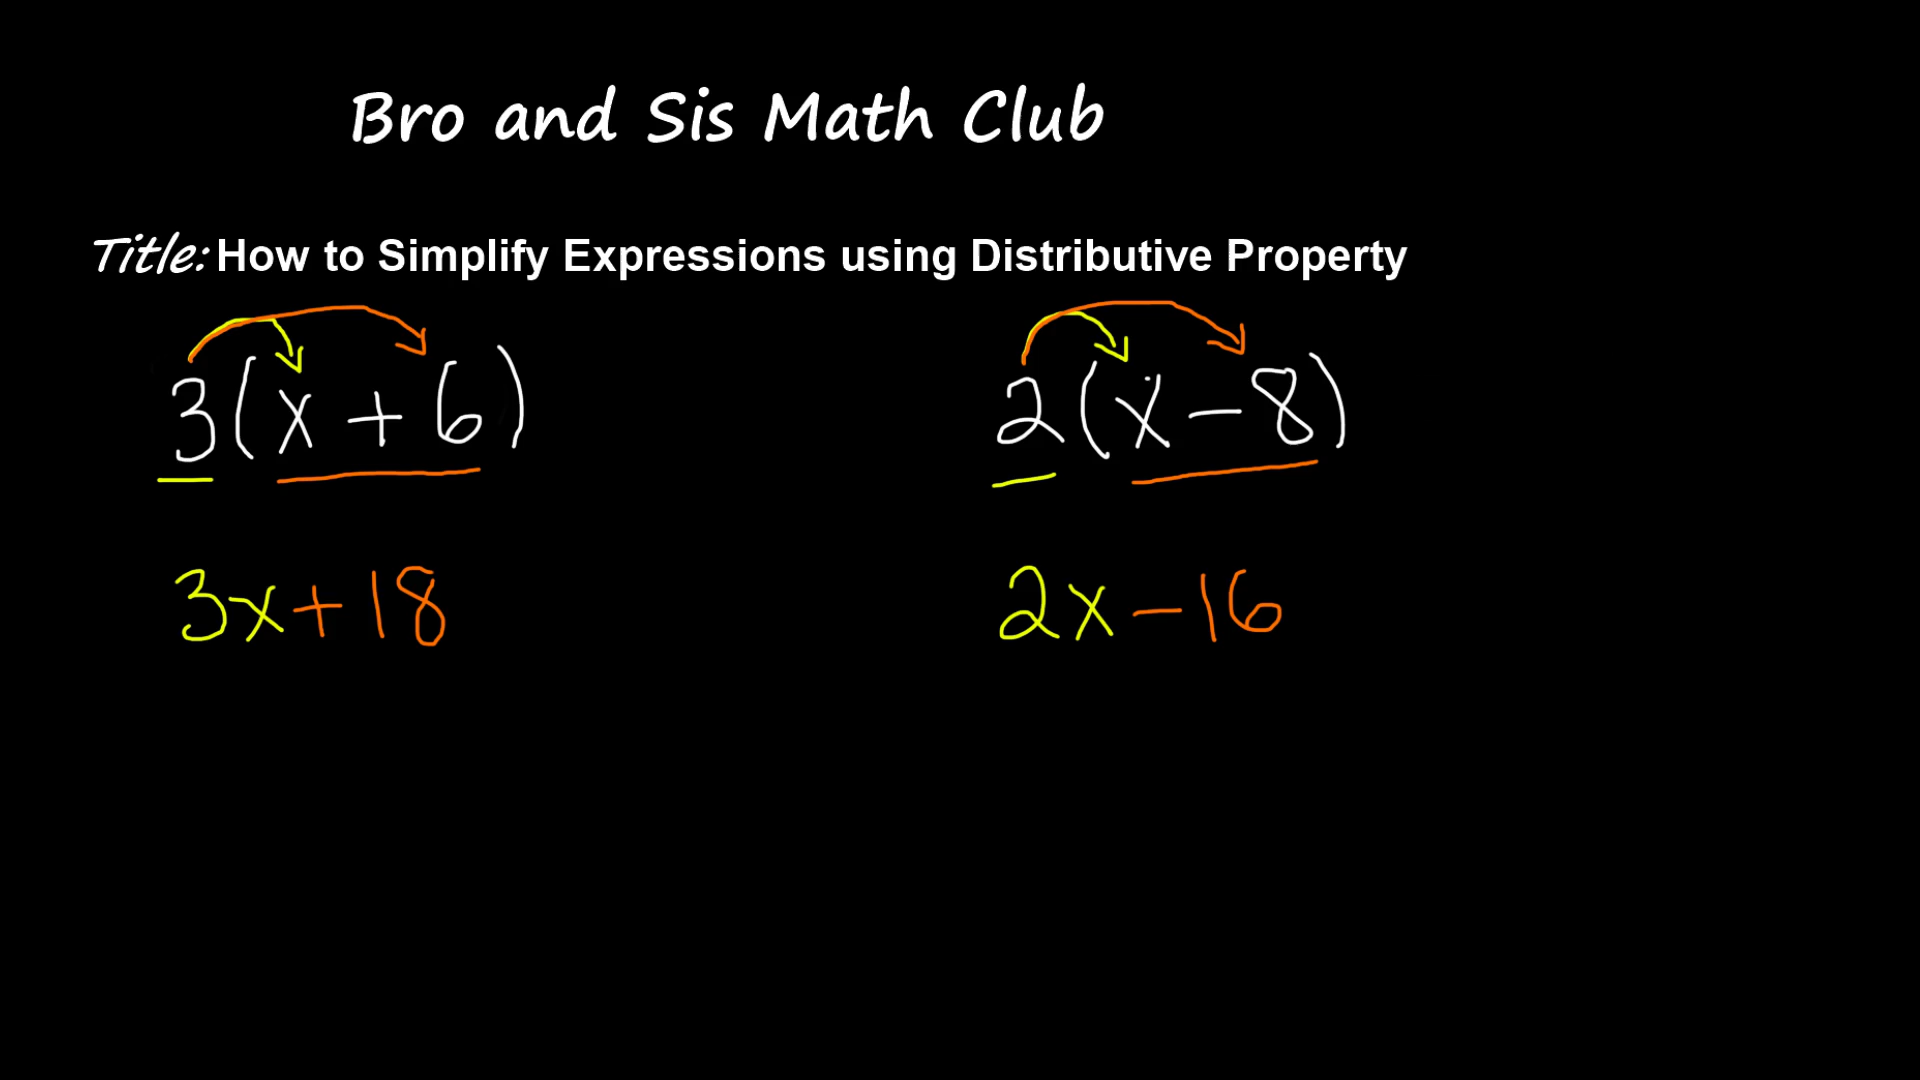 Bro and Sis Math Club
Title: How to Simplify Expressions using Distributive Property
3(x + 6)
2(x - 8)
3x + 18
2x - 16